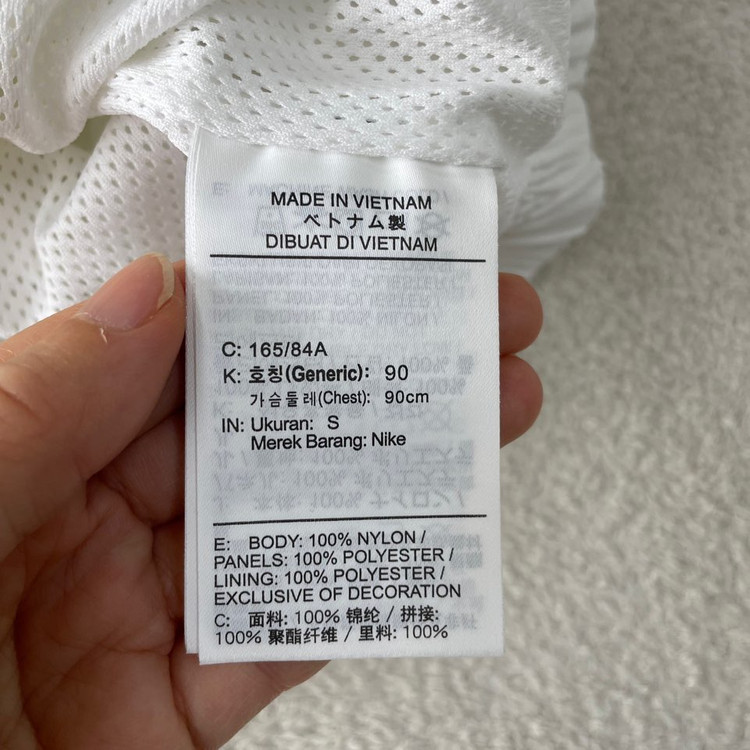 MADE IN VIETNAM
ベトナム製
DIBUAT DI VIETNAM
C: 165/84A
K: 호칭(Generic): 90
가슴둘레(Chest): 90cm
IN: Ukuran: S
Merek Barang: Nike
E: BODY: 100% NYLON /
PANELS: 100% POLYESTER /
LINING: 100% POLYESTER /
EXCLUSIVE OF DECORATION
C: 面料: 100% 锦纶 / 拼接:
100% 聚酯纤维 / 里料: 100%